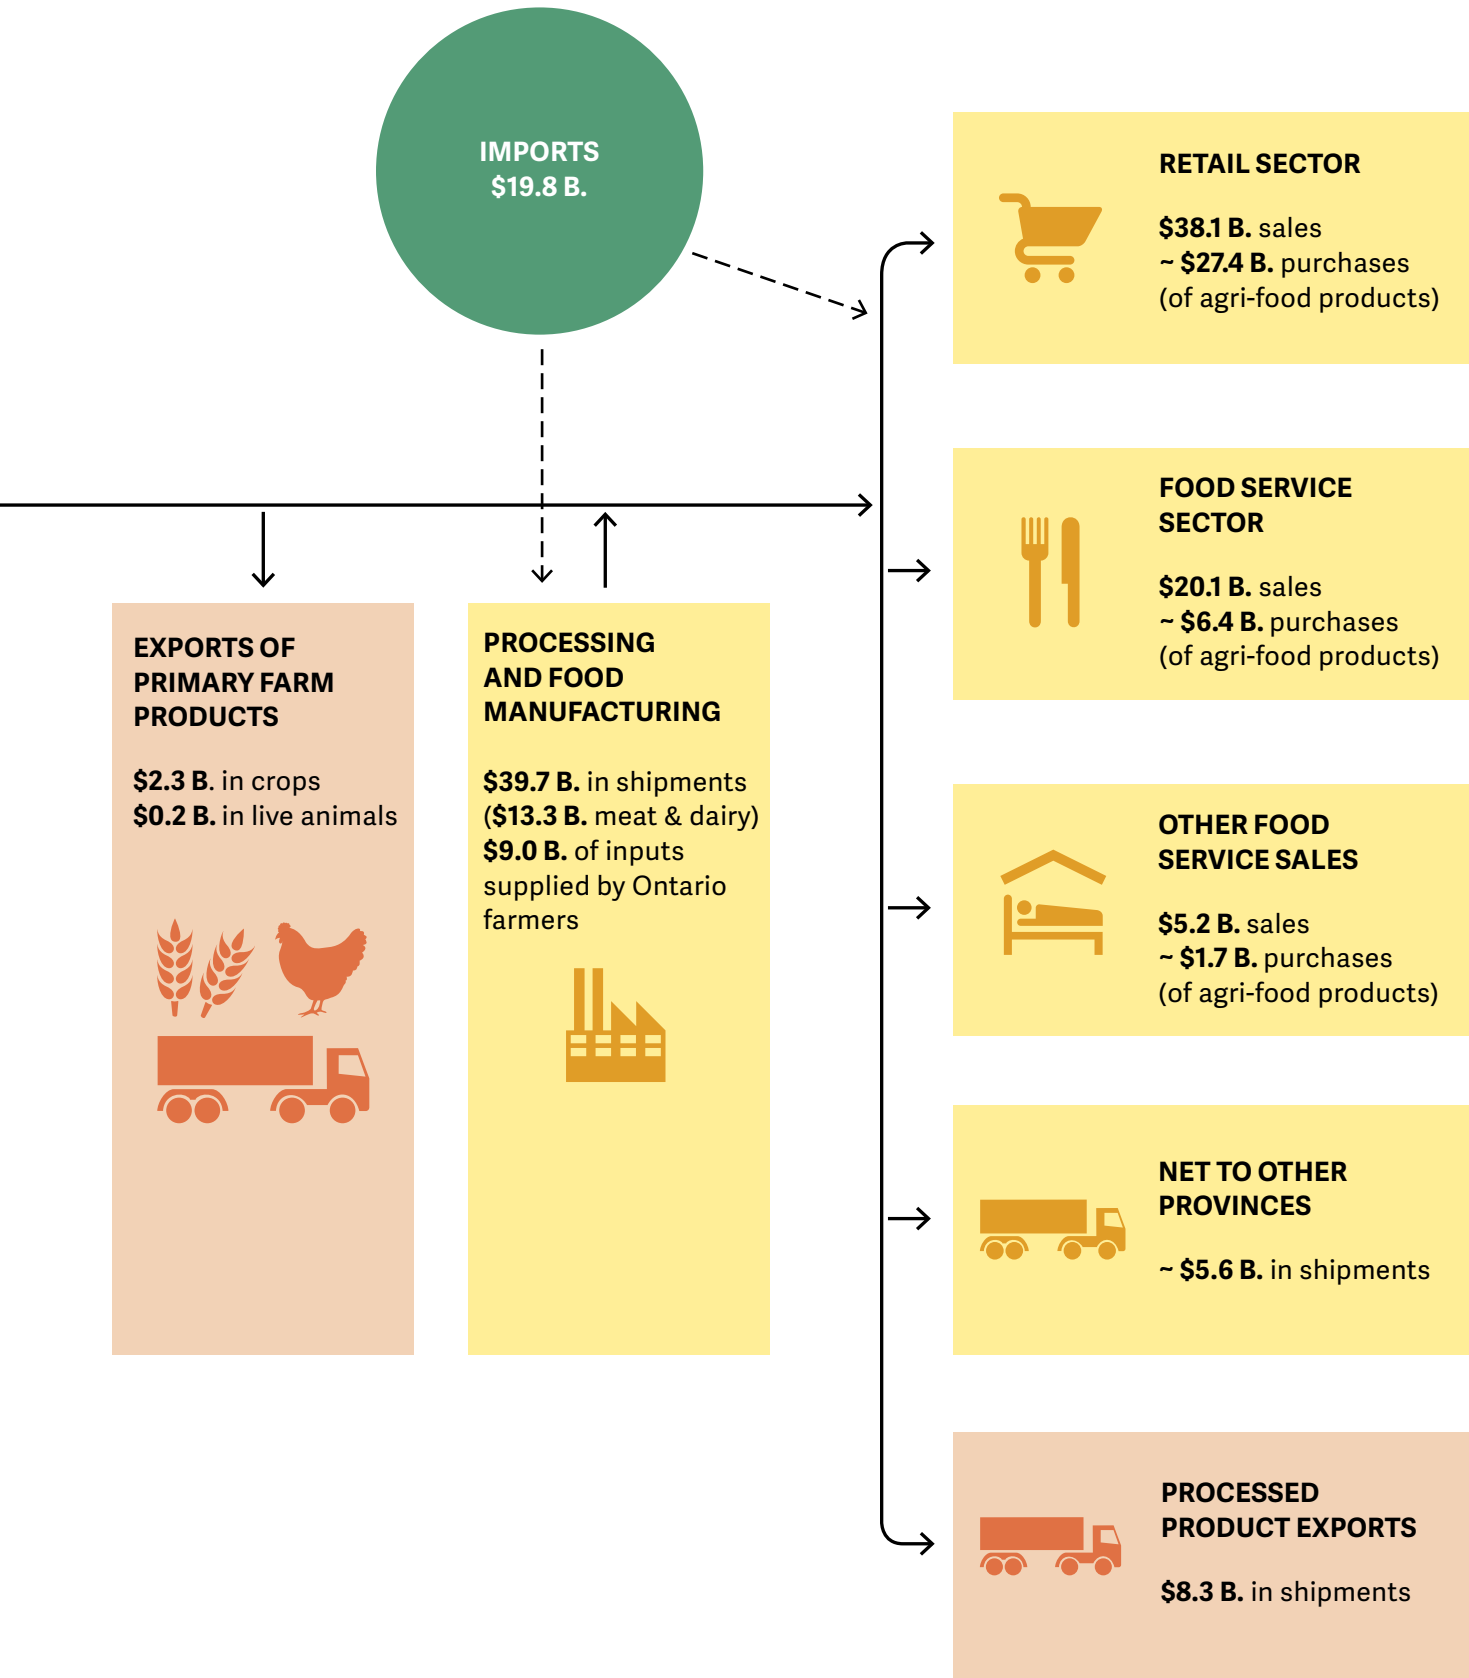 IMPORTS
$19.8 B.
RETAIL SECTOR
$38.1 B. sales
~ $27.4 B. purchases
(of agri-food products)
FOOD SERVICE
SECTOR
$20.1 B. sales
~ $6.4 B. purchases
(of agri-food products)
EXPORTS OF
PRIMARY FARM
PRODUCTS
$2.3 B. in crops
$0.2 B. in live animals
PROCESSING
AND FOOD
MANUFACTURING
$39.7 B. in shipments
($13.3 B. meat & dairy)
$9.0 B. of inputs
supplied by Ontario
farmers
OTHER FOOD
SERVICE SALES
$5.2 B. sales
~ $1.7 B. purchases
(of agri-food products)
NET TO OTHER
PROVINCES
~ $5.6 B. in shipments
PROCESSED
PRODUCT EXPORTS
$8.3 B. in shipments